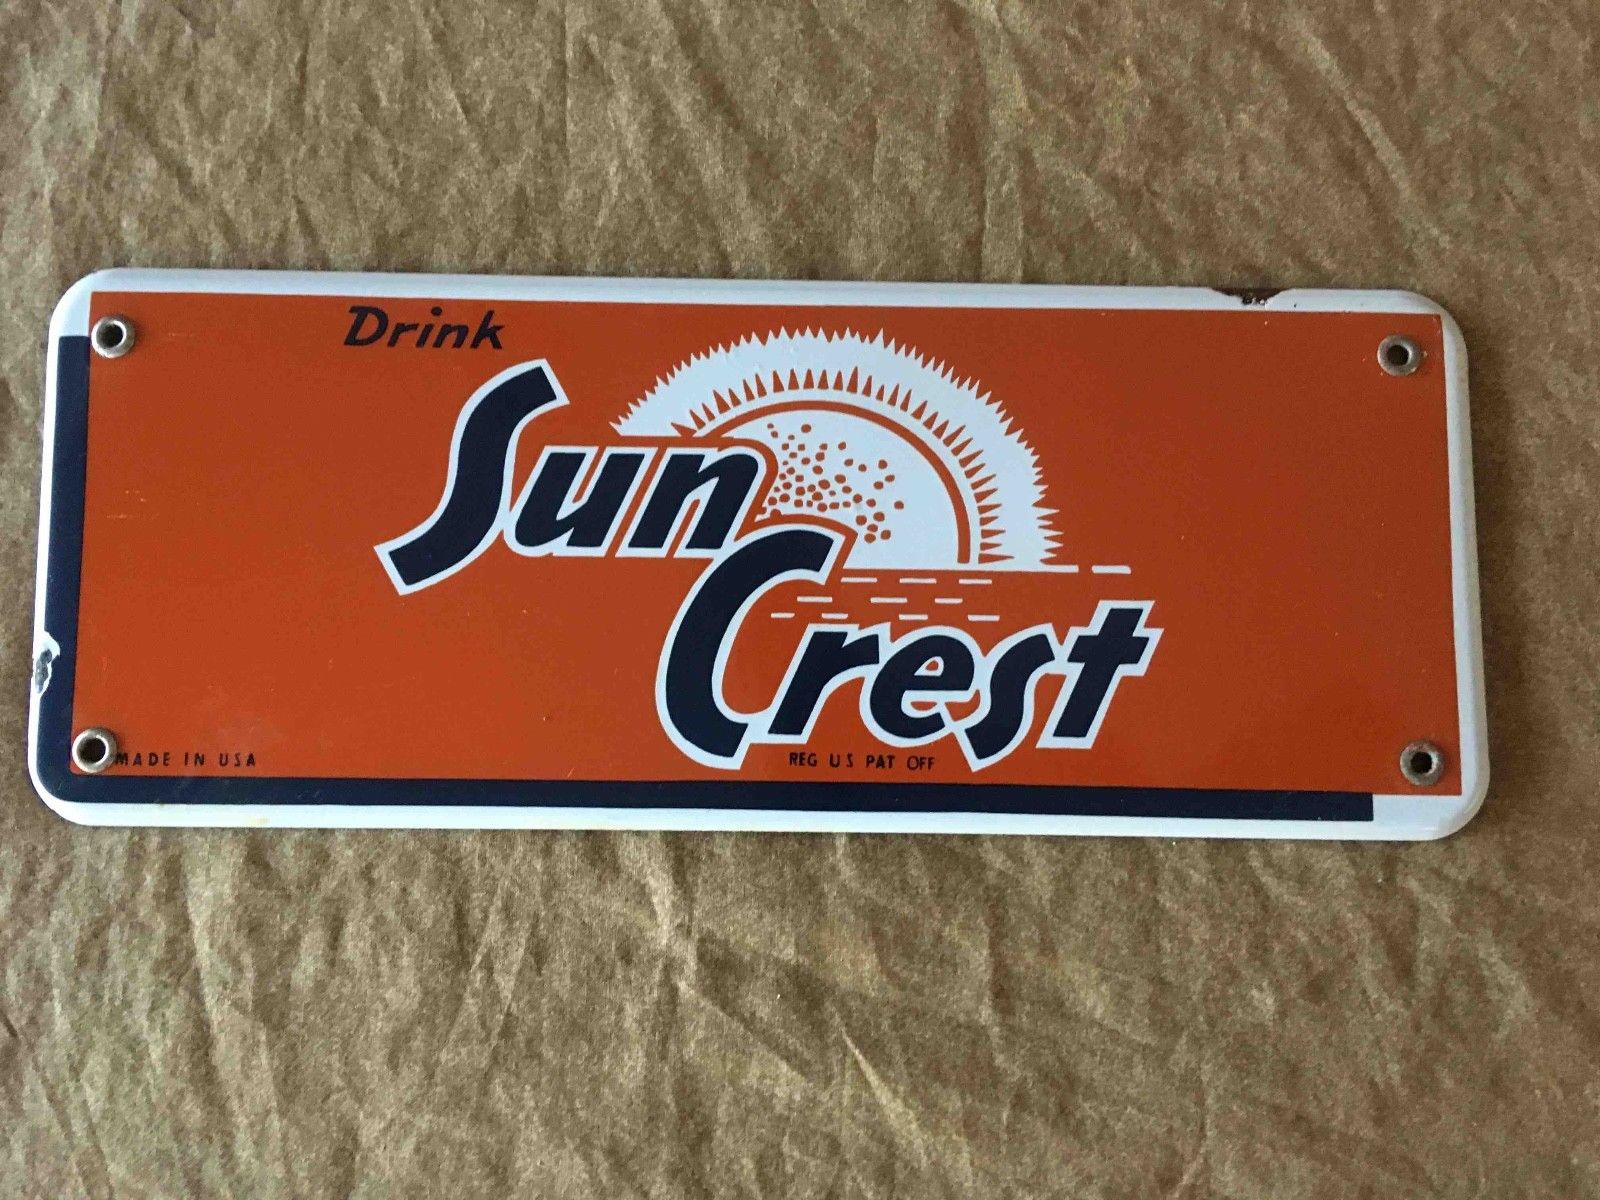 Drink
Sun
Crest
MADE IN USA
REG US PAT OFF